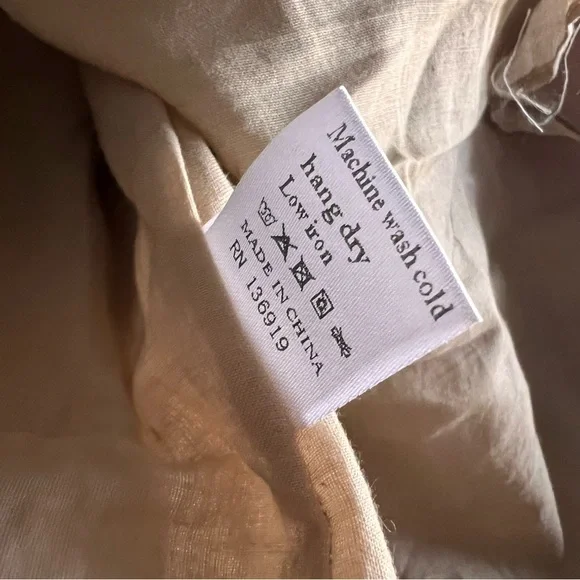 Machine wash cold
hang dry
Low iron
MADE IN CHINA
RN 136919